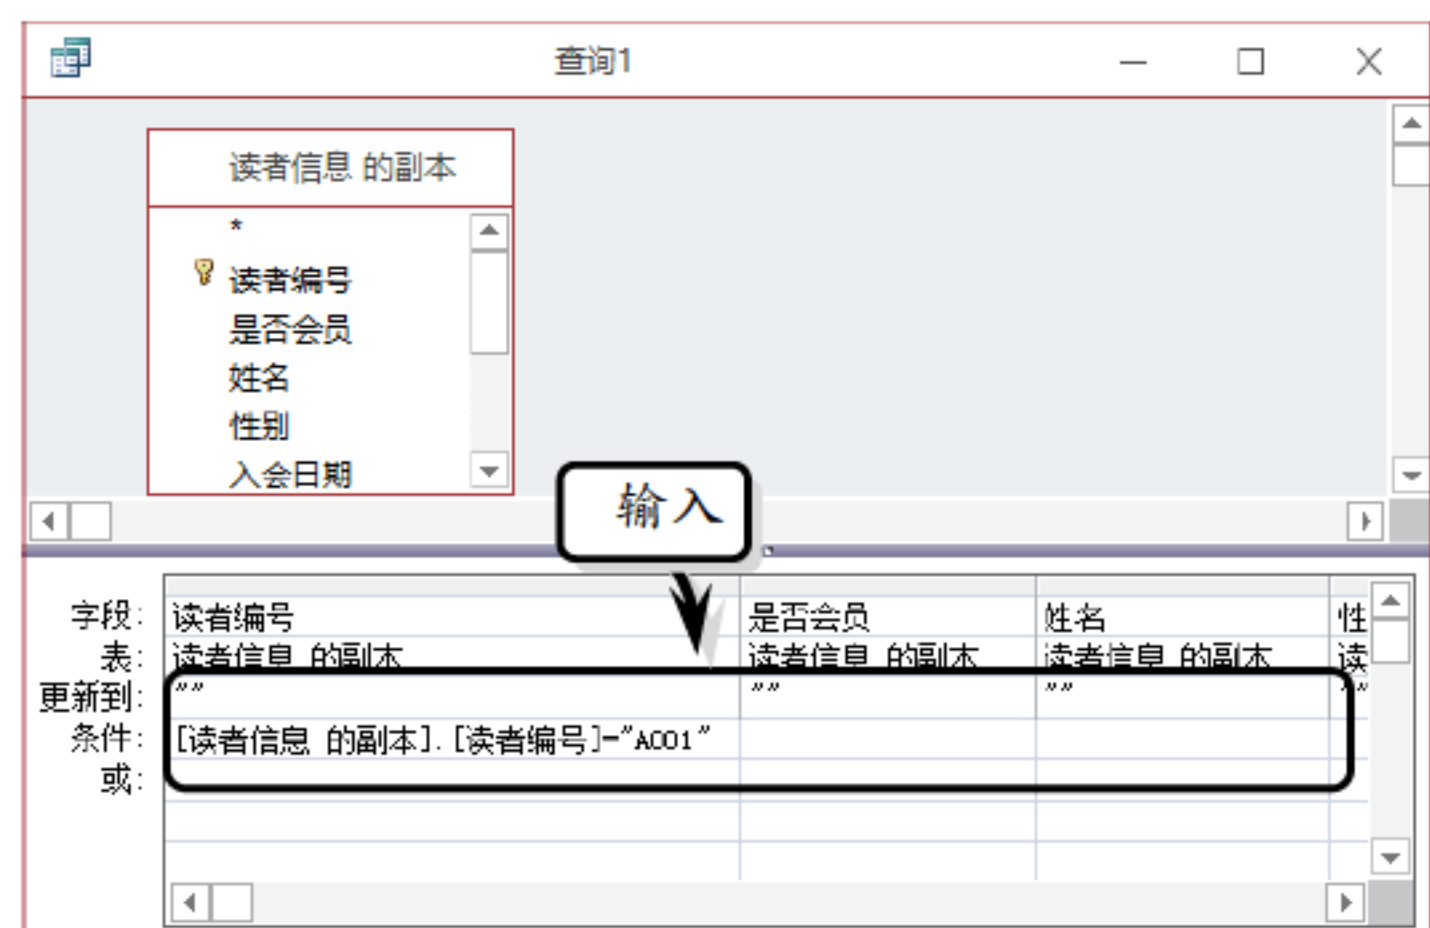 查询1
读者信息 的副本
*
读者编号
是否会员
姓名
性别
入会日期
输入
字段: 读者编号 是否会员 姓名 性
表: 读者信息 的副本 读者信息 的副本 读者信息 的副本 读
更新到: "" "" "" ""
条件: [读者信息 的副本].[读者编号]="A001"
或: